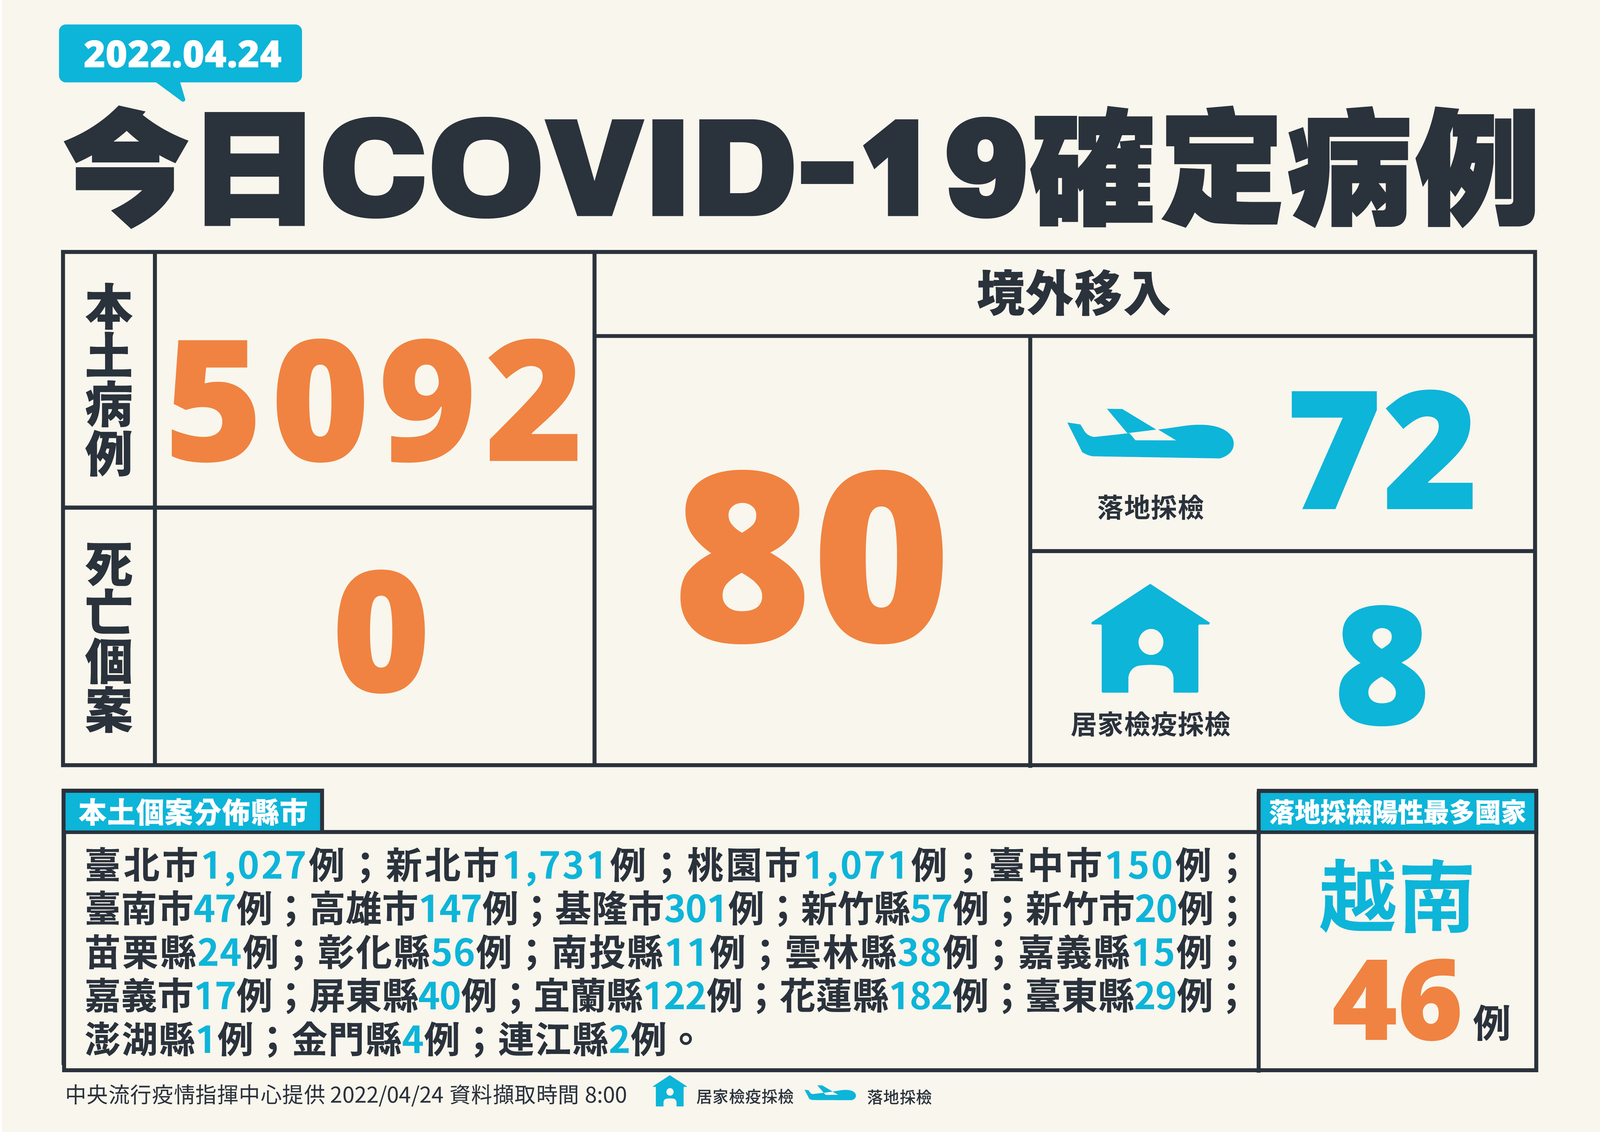 2022.04.24
今日COVID-19確定病例
本土病例
5092
死亡個案
0
境外移入
80
落地採檢
72
居家檢疫採檢
8
本土個案分佈縣市
臺北市1,027例；新北市1,731例；桃園市1,071例；臺中市150例；
臺南市47例；高雄市147例；基隆市301例；新竹縣57例；新竹市20例；
苗栗縣24例；彰化縣56例；南投縣11例；雲林縣38例；嘉義縣15例；
嘉義市17例；屏東縣40例；宜蘭縣122例；花蓮縣182例；臺東縣29例；
澎湖縣1例；金門縣4例；連江縣2例。
落地採檢陽性最多國家
越南
46 例
中央流行疫情指揮中心提供 2022/04/24 資料擷取時間 8:00 居家檢疫採檢 落地採檢